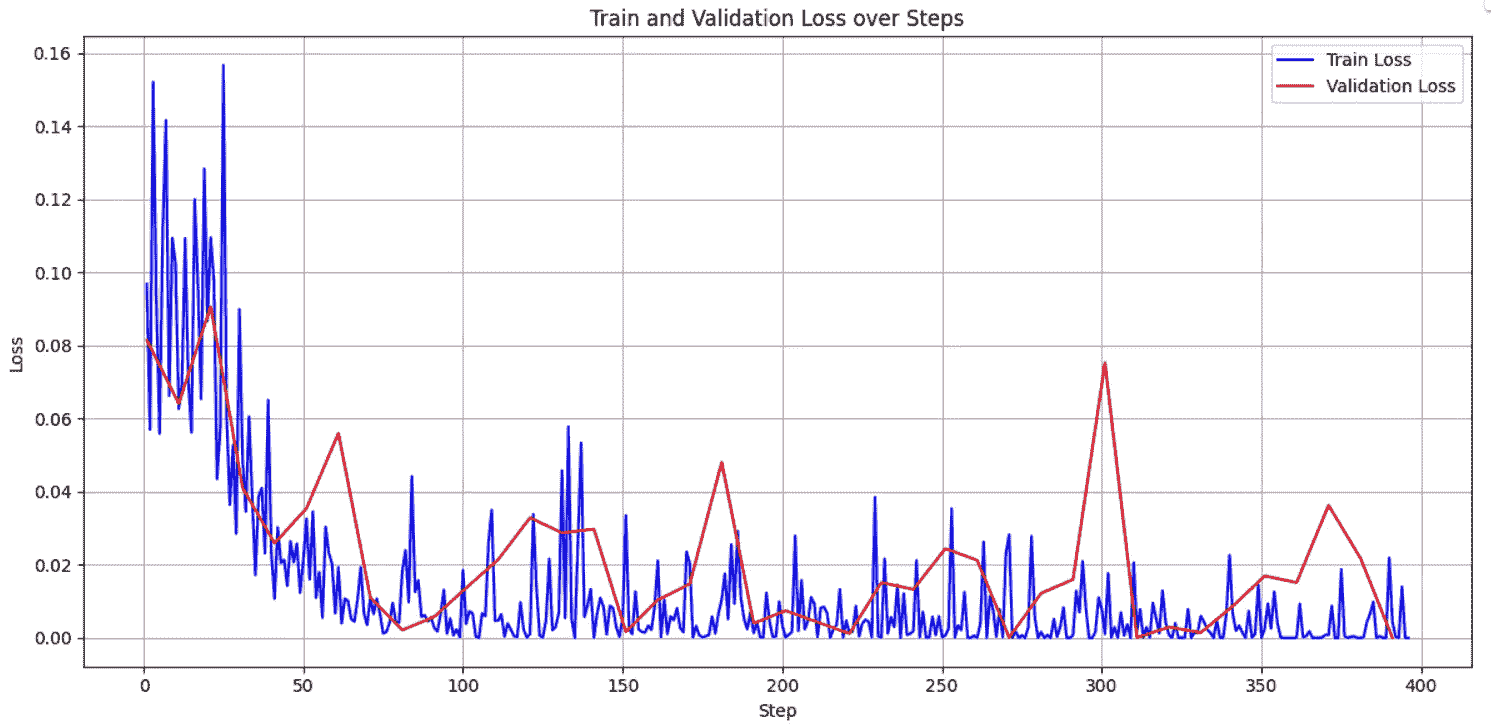 Train and Validation Loss over Steps
Train Loss
Validation Loss
0.16
0.14
0.12
0.10
0.08
0.06
0.04
0.02
0.00
Loss
0 50 100 150 200 250 300 350 400
Step